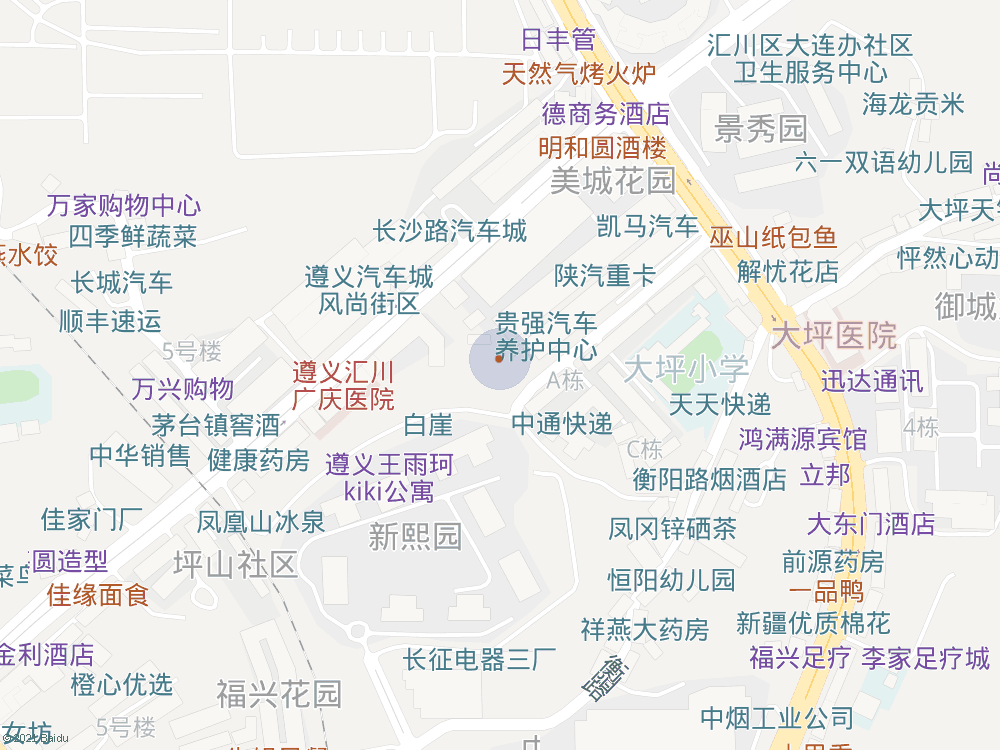 日丰管
天然气烤火炉
汇川区大连办社区
卫生服务中心
海龙贡米
德商务酒店
景秀园
明和圆酒楼
六一双语幼儿园
美城花园
尚
万家购物中心
四季鲜蔬菜
长沙路汽车城
凯马汽车
巫山纸包鱼
水饺
怦然心动
长城汽车
遵义汽车城
风尚街区
陕汽重卡
解忧花店
御城
顺丰速运
贵强汽车
养护中心
大坪医院
5号楼
遵义汇川
广庆医院
A栋
大坪小学
万兴购物
迅达通讯
天天快递
茅台镇窖酒
白崖
中通快递
4栋
中华销售
健康药房
遵义王雨珂
kiki公寓
C栋
鸿满源宾馆
衡阳路烟酒店
立邦
佳家门厂
凤凰山冰泉
新熙园
凤冈锌硒茶
大东门酒店
圆造型
坪山社区
前源药房
佳缘面食
恒阳幼儿园
一品鸭
祥燕大药房
新疆优质棉花
金利酒店
长征电器三厂
福兴足疗
李家足疗城
橙心优选
福兴花园
5号楼
中烟工业公司
女坊
© 2021 Baidu